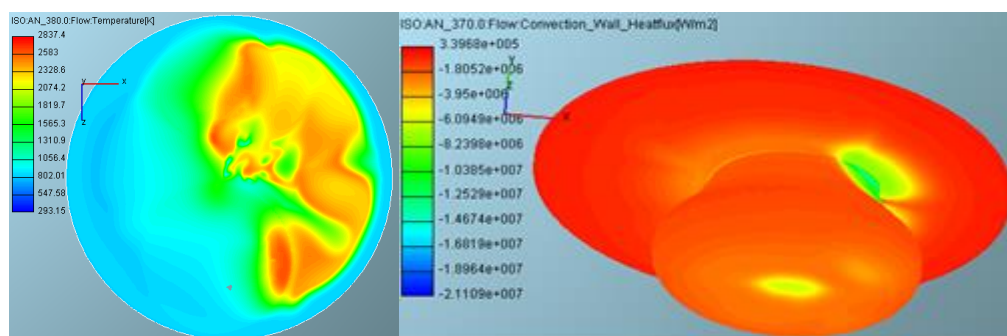 ISO:AN_380.0:Flow:Temperature[K]
2837.4
2583
2328.6
2074.2
1819.7
1565.3
1310.9
1056.4
802.01
547.58
293.15
Y
x
z
ISO:AN_370.0:Flow:Convection_Wall_Heatflux[W/m2]
3.3968e+005
-1.8052e+006
-3.95e+006
-6.0949e+006
-8.2398e+006
-1.0385e+007
-1.2529e+007
-1.4674e+007
-1.6819e+007
-1.8964e+007
-2.1109e+007
Y
Z
X